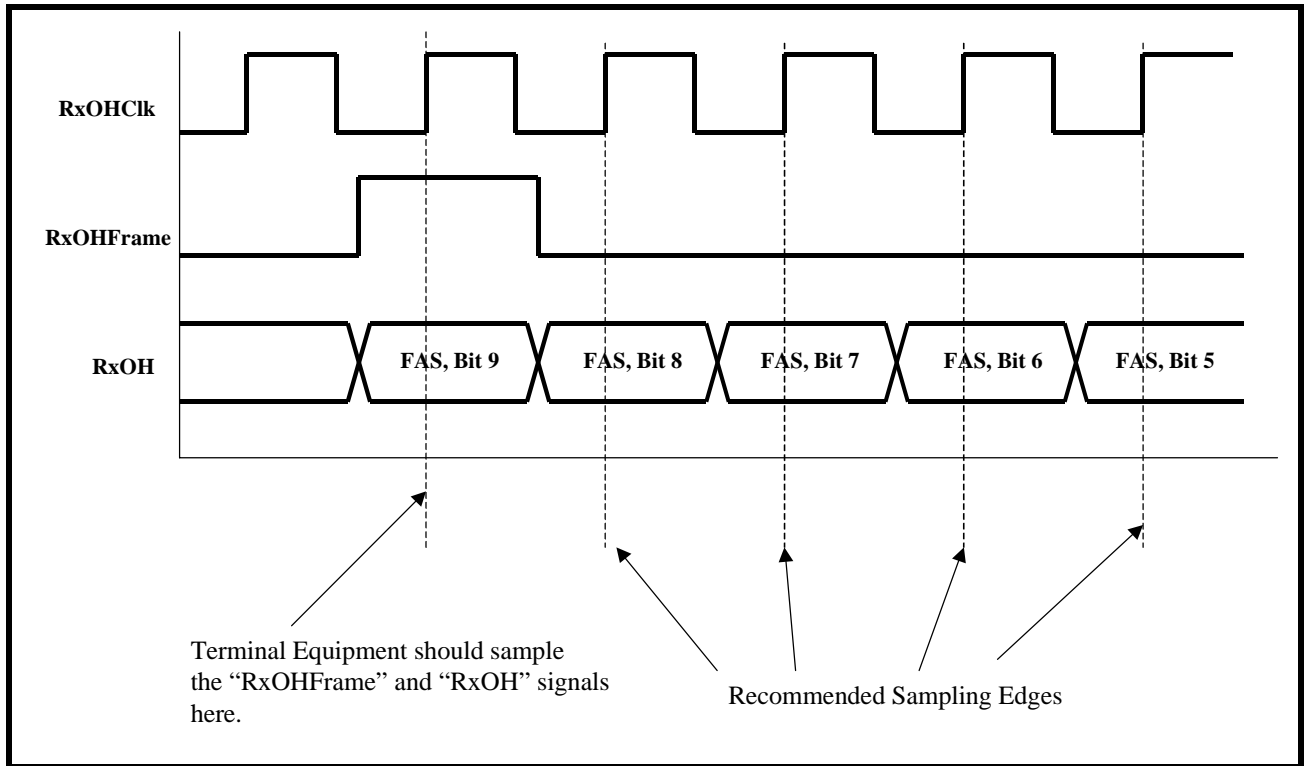 RxOHClk
RxOHFrame
RxOH
FAS, Bit 9
FAS, Bit 8
FAS, Bit 7
FAS, Bit 6
FAS, Bit 5
Terminal Equipment should sample
the “RxOHFrame” and “RxOH” signals
here.
Recommended Sampling Edges